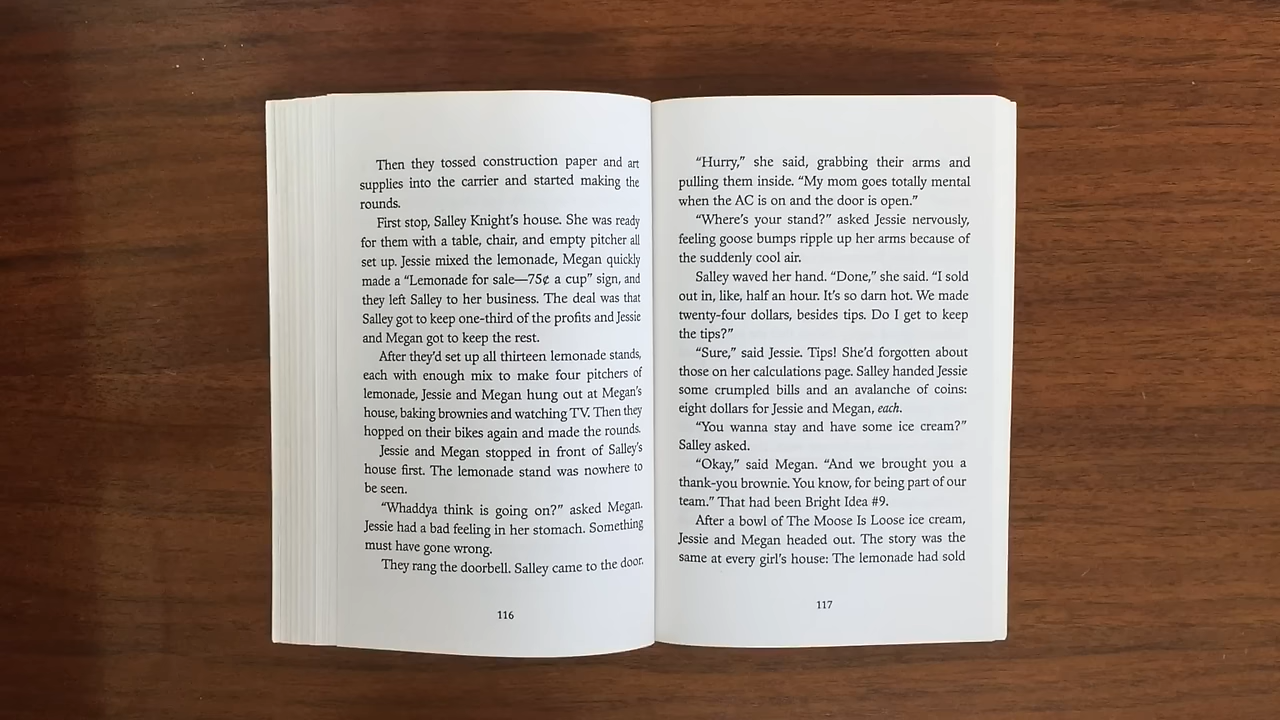 Then they tossed construction paper and art
supplies into the carrier and started making the
rounds.
First stop, Salley Knight's house. She was ready
for them with a table, chair, and empty pitcher all
set up. Jessie mixed the lemonade, Megan quickly
made a “Lemonade for sale—75¢ a cup” sign, and
they left Salley to her business. The deal was that
Salley got to keep one-third of the profits and Jessie
and Megan got to keep the rest.
After they'd set up all thirteen lemonade stands,
each with enough mix to make four pitchers of
lemonade, Jessie and Megan hung out at Megan's
house, baking brownies and watching TV. Then they
hopped on their bikes again and made the rounds.
Jessie and Megan stopped in front of Salley's
house first. The lemonade stand was nowhere to
be seen.
“Whaddya think is going on?” asked Megan.
Jessie had a bad feeling in her stomach. Something
must have gone wrong.
They rang the doorbell. Salley came to the door.
116
“Hurry,” she said, grabbing their arms and
pulling them inside. “My mom goes totally mental
when the AC is on and the door is open.”
“Where's your stand?” asked Jessie nervously,
feeling goose bumps ripple up her arms because of
the suddenly cool air.
Salley waved her hand. “Done,” she said. “I sold
out in, like, half an hour. It's so darn hot. We made
twenty-four dollars, besides tips. Do I get to keep
the tips?”
“Sure,” said Jessie. Tips! She'd forgotten about
those on her calculations page. Salley handed Jessie
some crumpled bills and an avalanche of coins:
eight dollars for Jessie and Megan, each.
“You wanna stay and have some ice cream?”
Salley asked.
“Okay,” said Megan. “And we brought you a
thank-you brownie. You know, for being part of our
team.” That had been Bright Idea #9.
After a bowl of The Moose Is Loose ice cream,
Jessie and Megan headed out. The story was the
same at every girl's house: The lemonade had sold
117